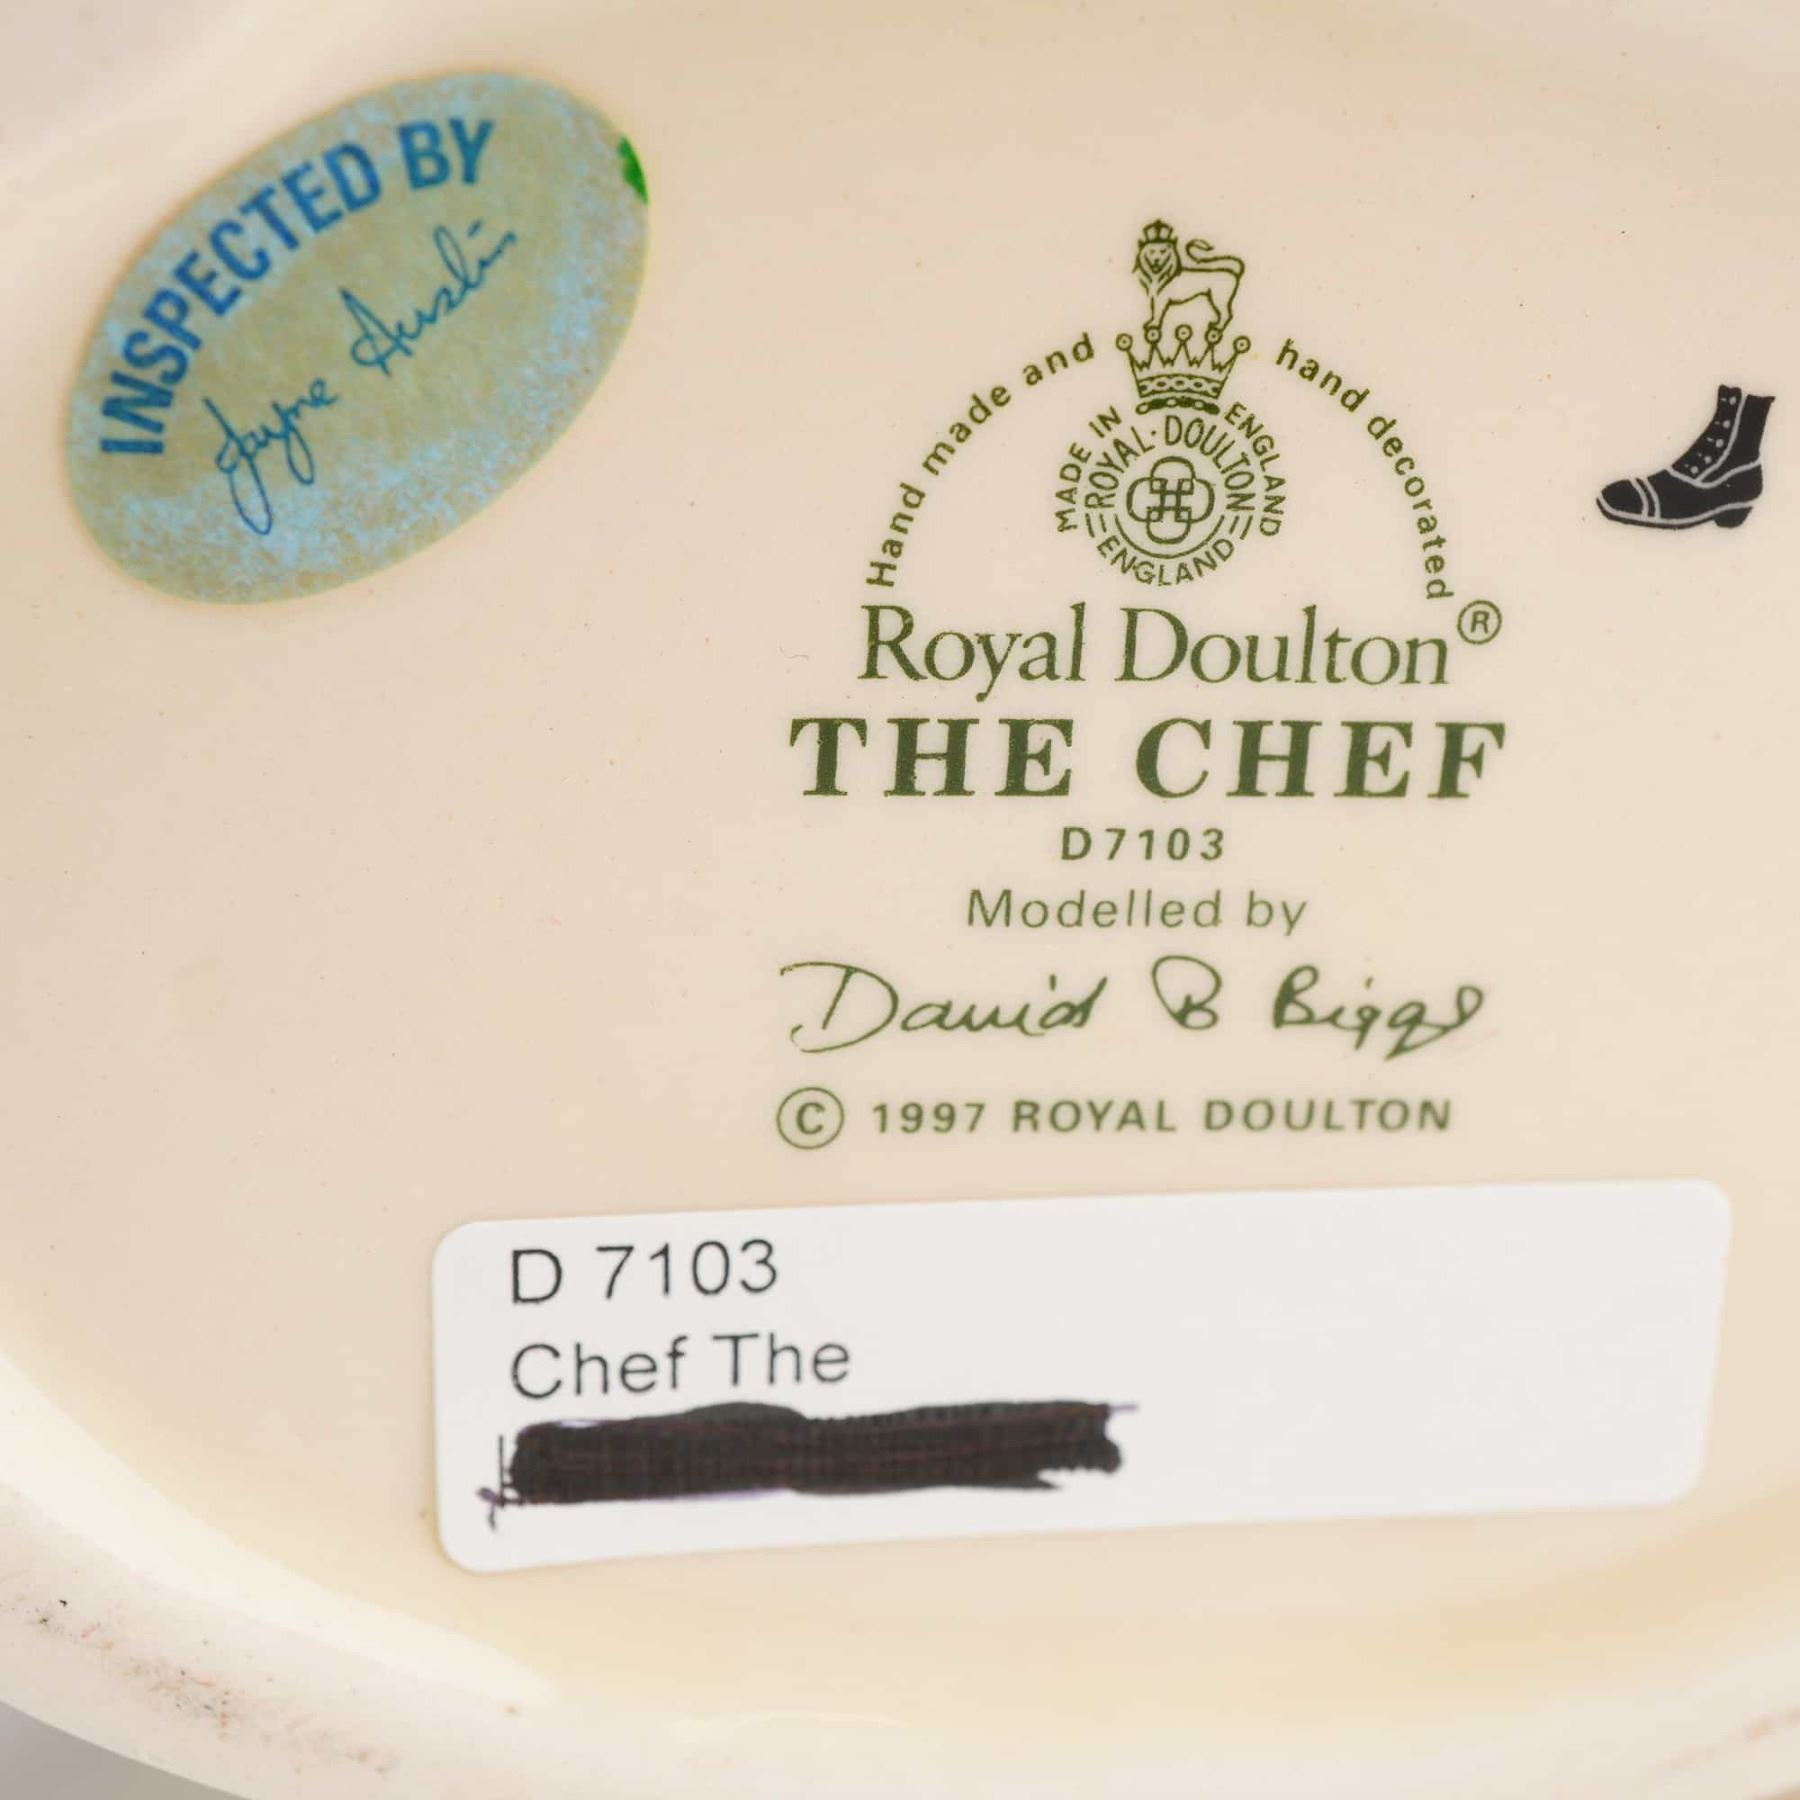 INSPECTED BY
Jayne Austin
Hand made and hand decorated
MADE IN ENGLAND
ROYAL·DOULTON
ENGLAND
Royal Doulton®
THE CHEF
D7103
Modelled by
David B Biggs
© 1997 ROYAL DOULTON
D 7103
Chef The